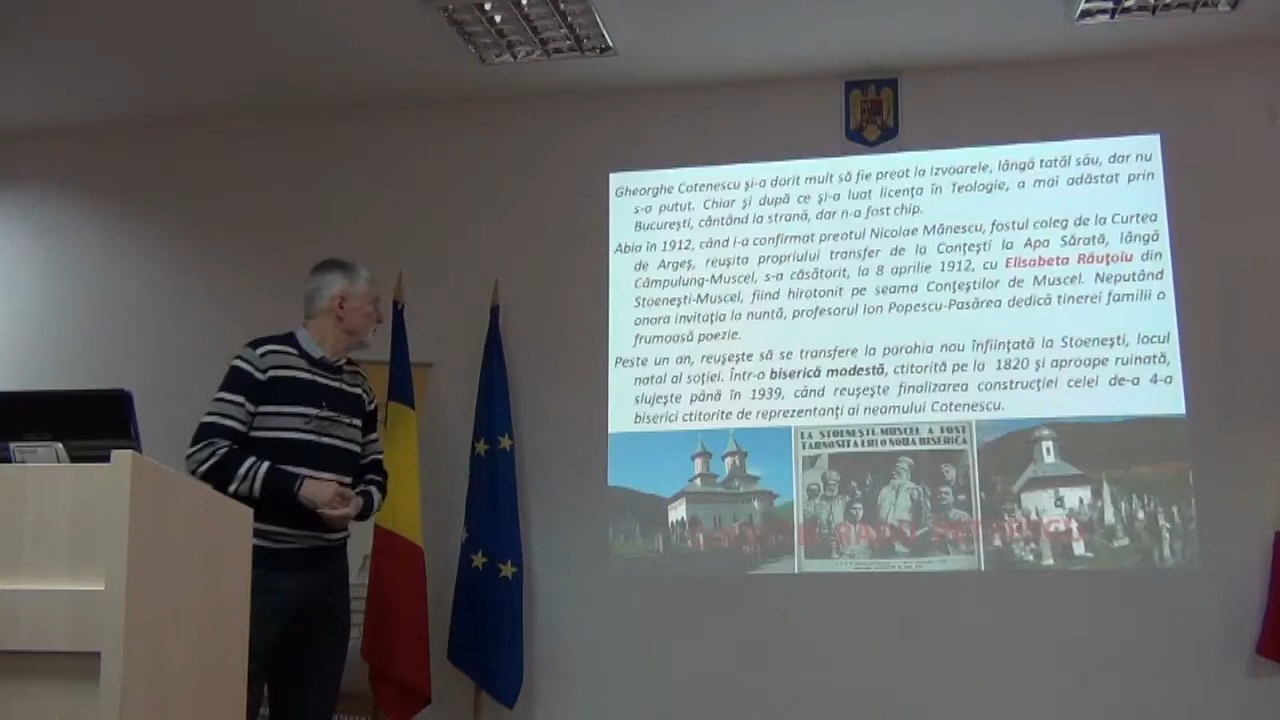 Gheorghe Cotenescu şi-a dorit mult să fie preot la Izvoarele, lângă tatăl său, dar nu
s-a putut. Chiar şi după ce şi-a luat licenţa în Teologie, a mai adăstat prin
Bucureşti, cântând la strană, dar n-a fost chip.
Abia în 1912, când i-a confirmat preotul Nicolae Mănescu, fostul coleg de la Curtea
de Argeş, reuşita propriului transfer de la Conţeşti la Apa Sărată, lângă
Câmpulung-Muscel, s-a căsătorit, la 8 aprilie 1912, cu Elisabeta Răuţoiu din
Stoeneşti-Muscel, fiind hirotonit pe seama Conţeştilor de Muscel. Neputând
onora invitaţia la nuntă, profesorul Ion Popescu-Pasărea dedică tinerei familii o
frumoasă poezie.
Peste un an, reuşeşte să se transfere la parohia nou înfiinţată la Stoeneşti, locul
natal al soţiei. Într-o biserică modestă, ctitorită pe la 1820 şi aproape ruinată,
slujeşte până în 1939, când reuşeşte finalizarea construcţiei celei de-a 4-a
biserici ctitorite de reprezentanţi ai neamului Cotenescu.
LA STOENEŞTI-MUSCEL A FOST
TÂRNOSITĂ ERI O NOUA BISERICĂ
RADU PETRESCU